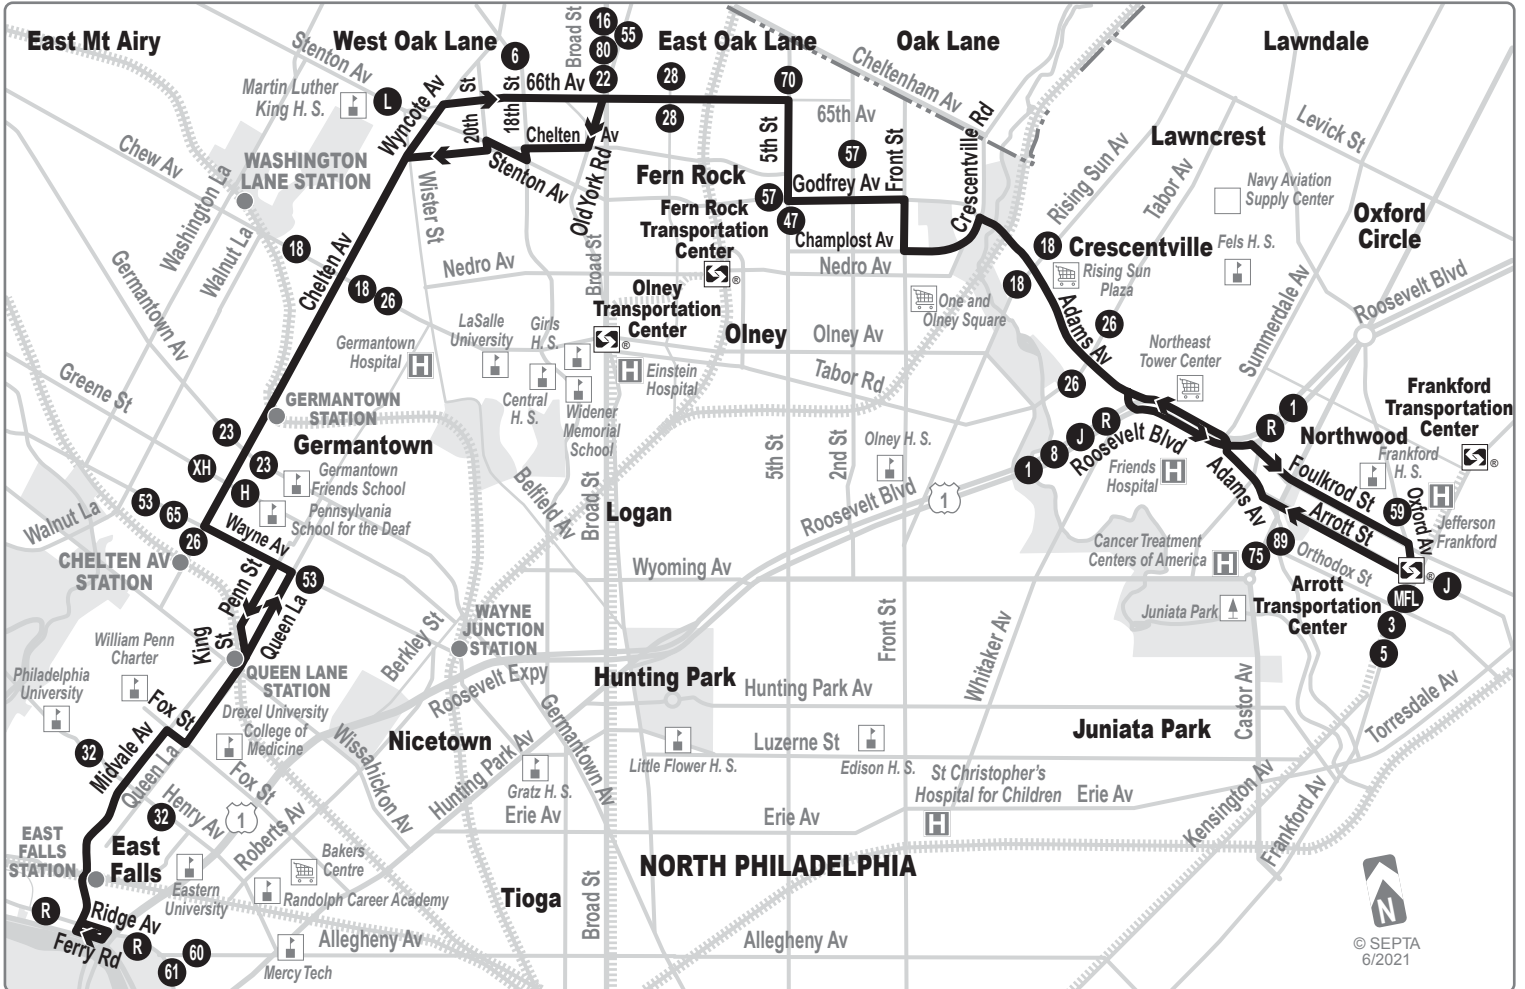 East Mt Airy
West Oak Lane
East Oak Lane
Oak Lane
Lawndale
Broad St
16
55
80
22
6
28
28
70
Stenton Av
Martin Luther
King H. S.
L
Wyncote Av
20th St
18th St
66th Av
Chelten Av
Stenton Av
Old York Rd
65th Av
5th St
Front St
57
Godfrey Av
Cheltenham Av
Crescentville Rd
Levick St
Lawncrest
Rising Sun Av
Tabor Av
Navy Aviation
Supply Center
Oxford
Circle
Chew Av
WASHINGTON
LANE STATION
Washington La
Walnut La
Wister St
Fern Rock
Fern Rock
Transportation
Center
®
57
47
Champlost Av
Nedro Av
Nedro Av
18
Crescentville
Fels H. S.
Rising Sun
Plaza
18
18
Chelten Av
18
26
Germantown Av
Broad St
Olney
Transportation
Center
®
Olney
One and
Olney Square
Olney Av
Tabor Rd
Adams Av
26
26
Northeast
Tower Center
Summerdale Av
Roosevelt Blvd
LaSalle
University
Girls
H. S.
Germantown
Hospital
Central
H. S.
Widener
Memorial
School
Einstein
Hospital
Greene St
GERMANTOWN
STATION
Germantown
23
XH
23
H
Germantown
Friends School
Pennsylvania
School for the Deaf
53
65
26
Wayne Av
Walnut La
CHELTEN AV
STATION
Belfield Av
Broad St
Logan
5th St
2nd St
Olney H. S.
Roosevelt Blvd
1
1
8
J
R
Roosevelt Blvd
Friends
Hospital
R
1
Northwood
Frankford
Transportation
Center
®
Frankford
H. S.
Foulkrod St
Adams Av
Arrott St
59
Oxford Av
Jefferson
Frankford
Cancer Treatment
Centers of America
75
89
Orthodox St
Arrott
Transportation
Center
®
J
MFL
3
5
Juniata Park
Wyoming Av
Penn St
53
King St
Queen La
Berkley St
WAYNE
JUNCTION
STATION
Roosevelt Expy
William Penn
Charter
Philadelphia
University
QUEEN LANE
STATION
Drexel University
College of
Medicine
Fox St
Fox St
Midvale Av
Queen La
32
32
Henry Av
1
Roberts Av
Wissahickon Av
Nicetown
Hunting Park Av
Germantown Av
Hunting Park
Hunting Park Av
Front St
Whitaker Av
Castor Av
Juniata Park
Torresdale Av
Luzerne St
Little Flower H. S.
Edison H. S.
Gratz H. S.
Erie Av
Erie Av
Erie Av
St Christopher's
Hospital for Children
Kensington Av
Frankford Av
EAST
FALLS
STATION
East
Falls
Eastern
University
Bakers
Centre
Randolph Career Academy
NORTH PHILADELPHIA
Tioga
Broad St
R
Ridge Av
Ferry Rd
R
60
61
Mercy Tech
Allegheny Av
Allegheny Av
N
© SEPTA
6/2021